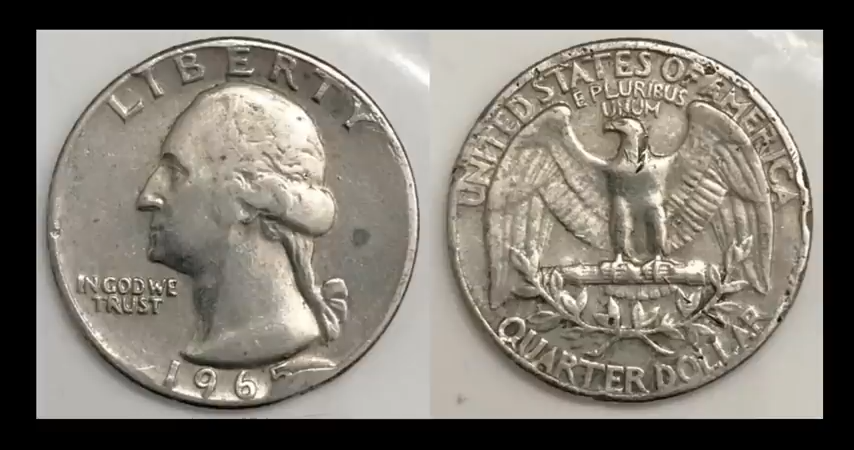 LIBERTY
IN GOD WE
TRUST
196
UNITED STATES OF AMERICA
E PLURIBUS
UNUM
QUARTER DOLLAR